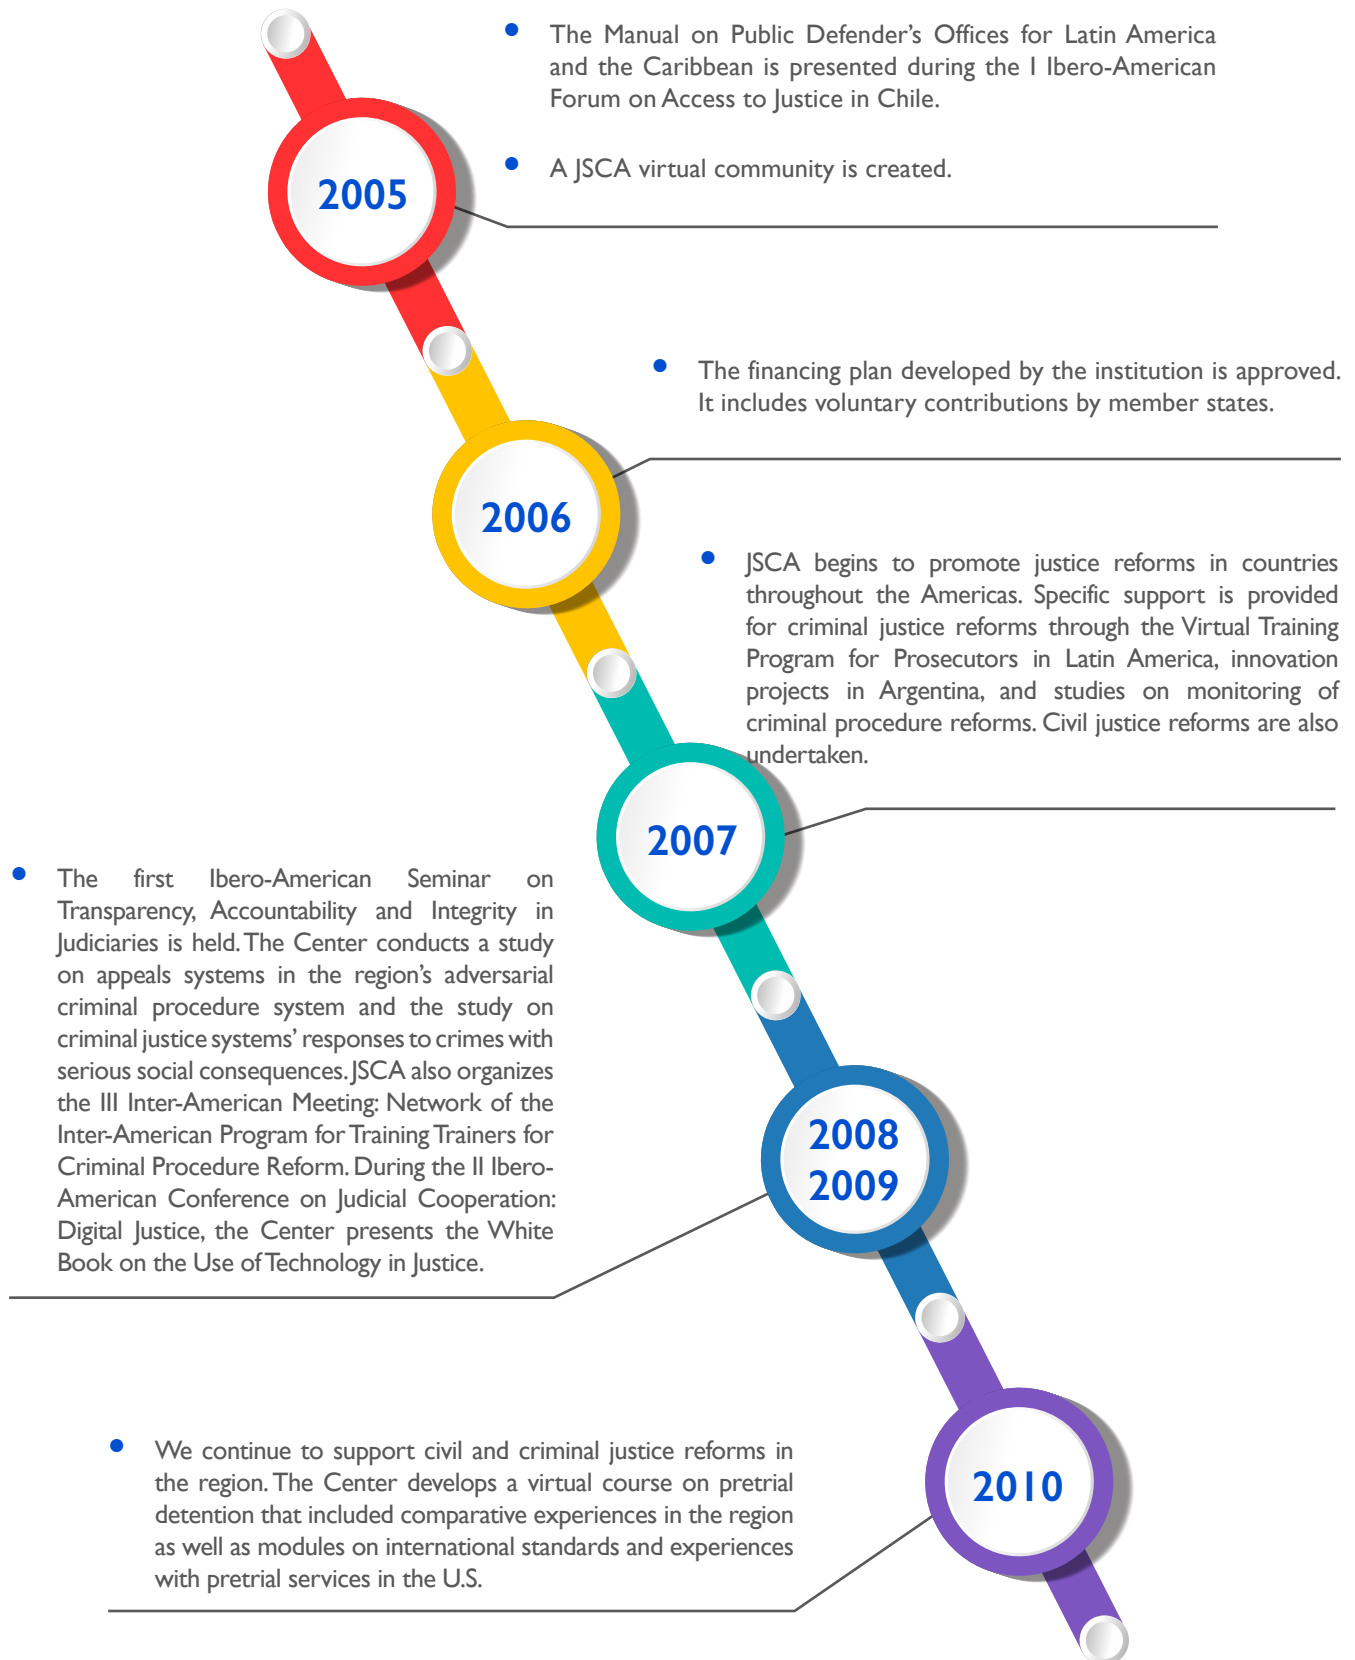 The Manual on Public Defender's Offices for Latin America
and the Caribbean is presented during the I Ibero-American
Forum on Access to Justice in Chile.
A JSCA virtual community is created.
2005
The financing plan developed by the institution is approved.
It includes voluntary contributions by member states.
2006
JSCA begins to promote justice reforms in countries
throughout the Americas. Specific support is provided
for criminal justice reforms through the Virtual Training
Program for Prosecutors in Latin America, innovation
projects in Argentina, and studies on monitoring of
criminal procedure reforms. Civil justice reforms are also
undertaken.
2007
The first Ibero-American Seminar on
Transparency, Accountability and Integrity in
Judiciaries is held. The Center conducts a study
on appeals systems in the region's adversarial
criminal procedure system and the study on
criminal justice systems' responses to crimes with
serious social consequences. JSCA also organizes
the III Inter-American Meeting: Network of the
Inter-American Program for Training Trainers for
Criminal Procedure Reform. During the II Ibero-
American Conference on Judicial Cooperation:
Digital Justice, the Center presents the White
Book on the Use of Technology in Justice.
2008
2009
We continue to support civil and criminal justice reforms in
the region. The Center develops a virtual course on pretrial
detention that included comparative experiences in the region
as well as modules on international standards and experiences
with pretrial services in the U.S.
2010